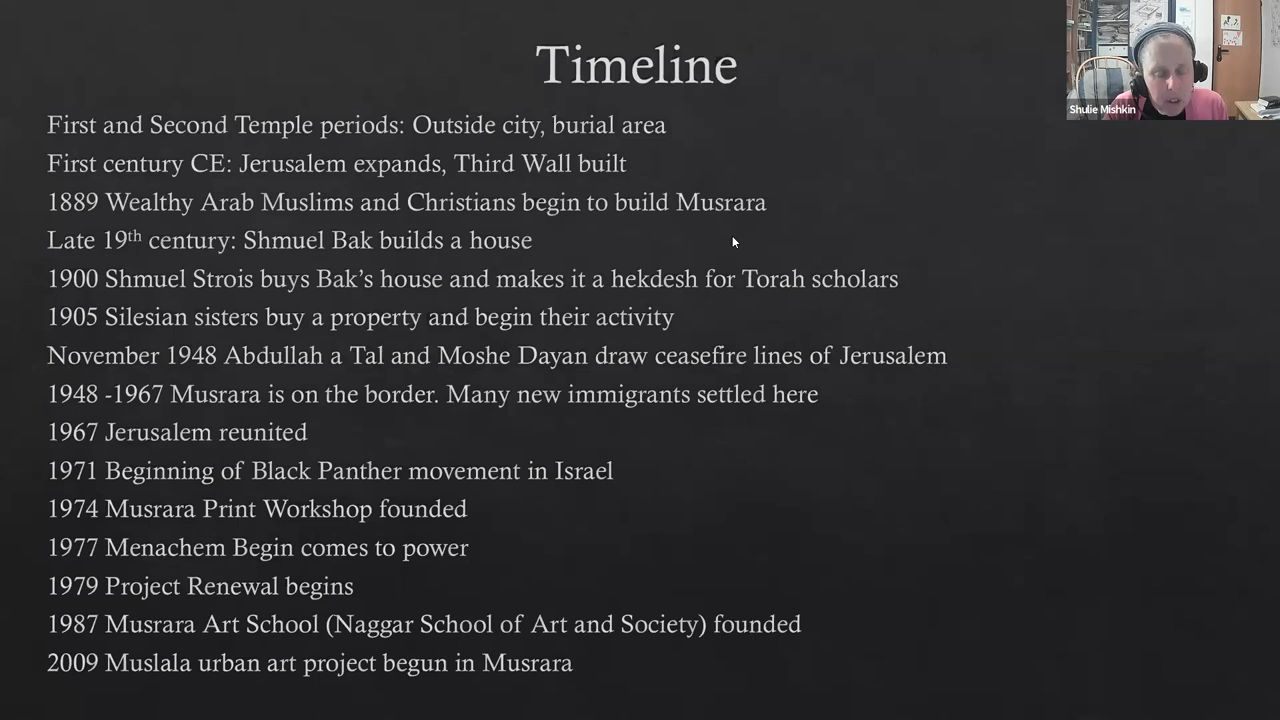 Timeline
Shulie Mishkin
First and Second Temple periods: Outside city, burial area
First century CE: Jerusalem expands, Third Wall built
1889 Wealthy Arab Muslims and Christians begin to build Musrara
Late 19th century: Shmuel Bak builds a house
1900 Shmuel Strois buys Bak’s house and makes it a hekdesh for Torah scholars
1905 Silesian sisters buy a property and begin their activity
November 1948 Abdullah a Tal and Moshe Dayan draw ceasefire lines of Jerusalem
1948 -1967 Musrara is on the border. Many new immigrants settled here
1967 Jerusalem reunited
1971 Beginning of Black Panther movement in Israel
1974 Musrara Print Workshop founded
1977 Menachem Begin comes to power
1979 Project Renewal begins
1987 Musrara Art School (Naggar School of Art and Society) founded
2009 Muslala urban art project begun in Musrara